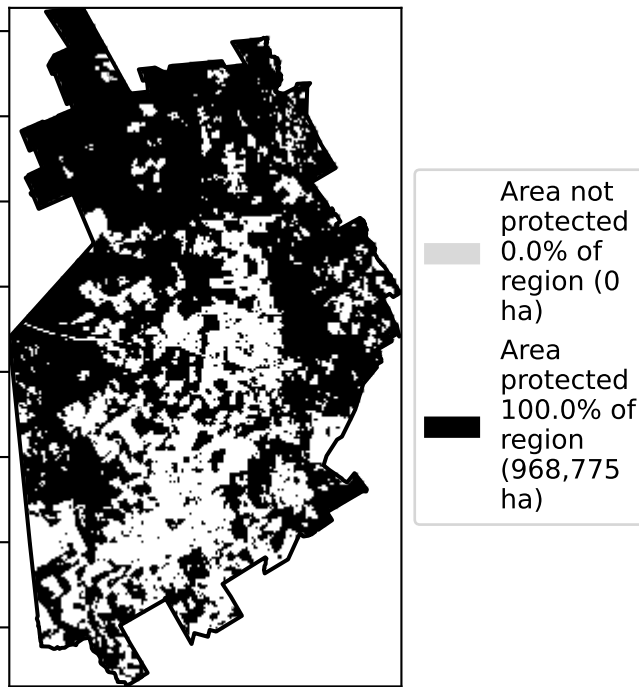 Area not
protected
0.0% of
region (0
ha)
Area
protected
100.0% of
region
(968,775
ha)